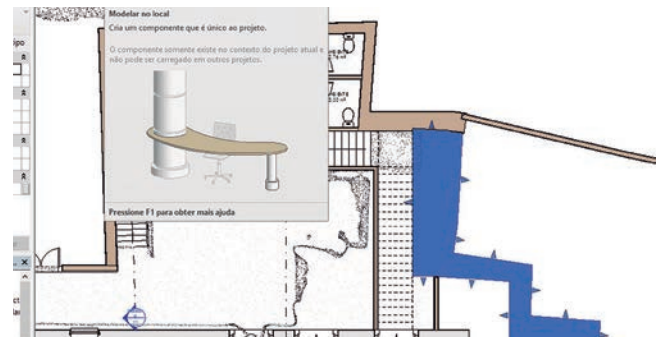 Modelar no local
Cria um componente que é único ao projeto.
O componente somente existe no contexto do projeto atual e
não pode ser carregado em outros projetos.
Pressione F1 para obter mais ajuda
ipo